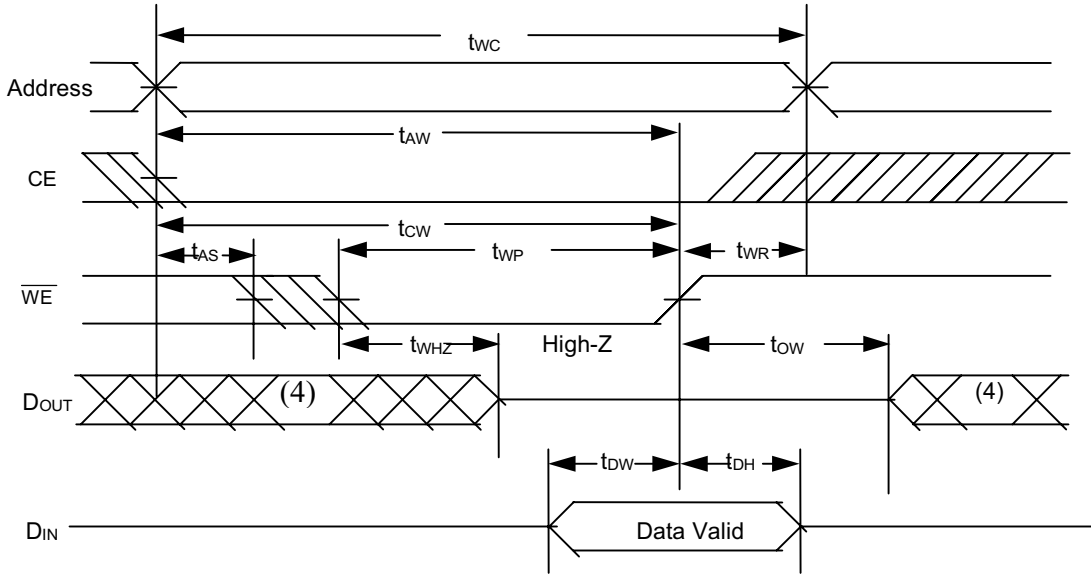 tWC
Address
tAW
CE
tCW
tAS
tWP
tWR
WE
tWHZ
High-Z
tOW
DOUT
(4)
(4)
tDW
tDH
DIN
Data Valid